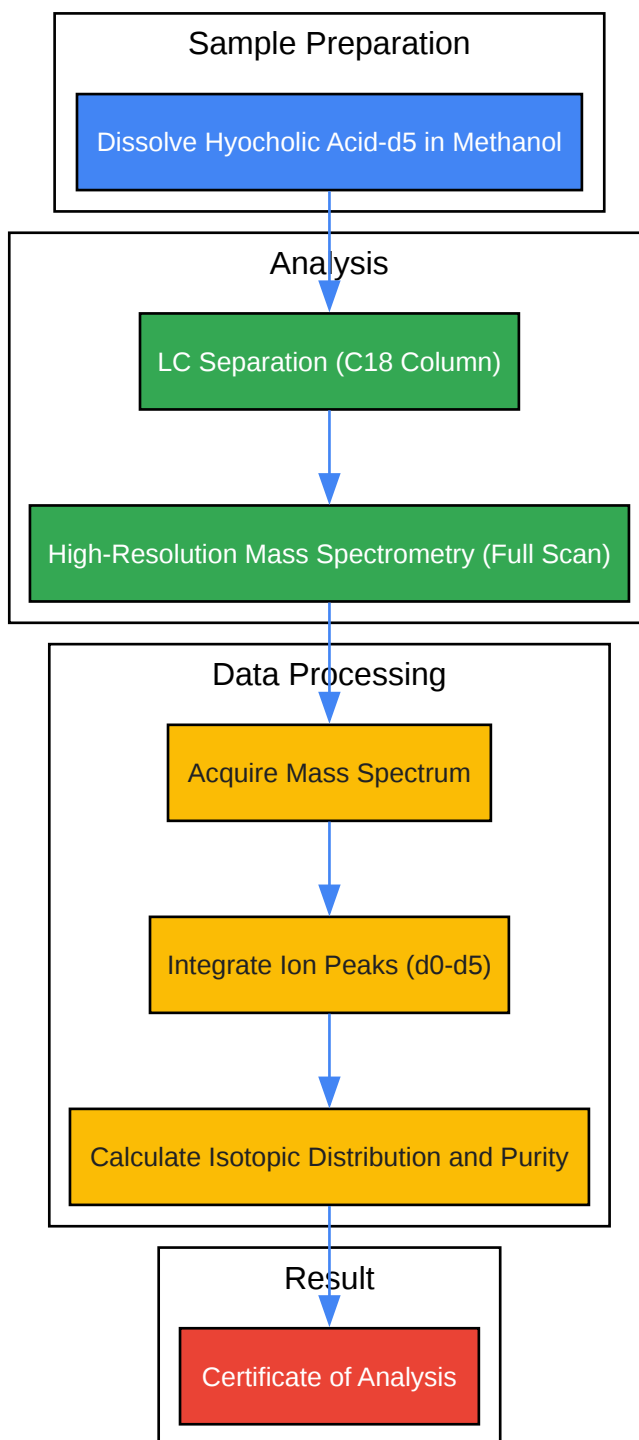 Sample Preparation
Dissolve Hyocholic Acid-d5 in Methanol
Analysis
LC Separation (C18 Column)
High-Resolution Mass Spectrometry (Full Scan)
Data Processing
Acquire Mass Spectrum
Integrate Ion Peaks (d0-d5)
Calculate Isotopic Distribution and Purity
Result
Certificate of Analysis